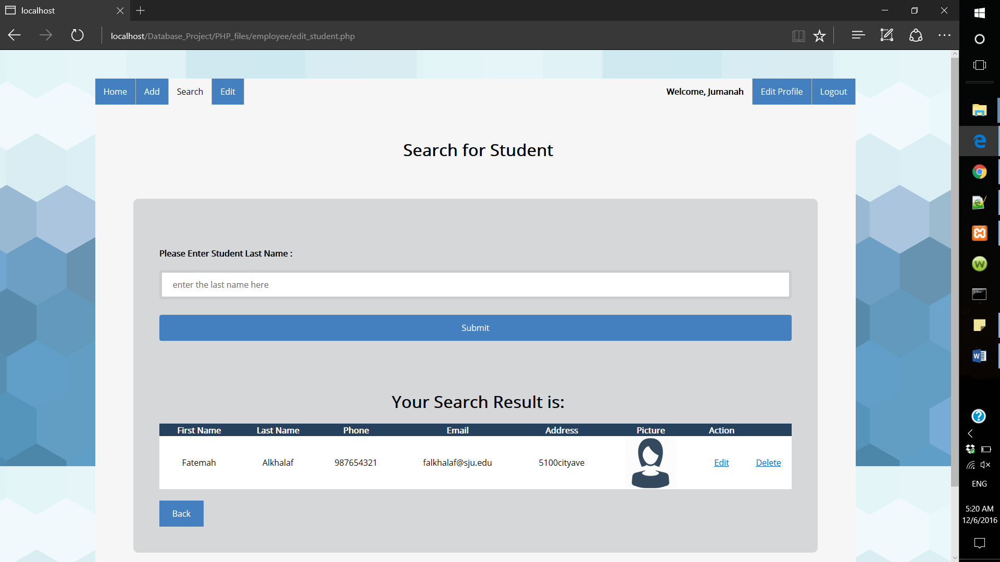 localhost
localhost/Database_Project/PHP_files/employee/edit_student.php
Home Add Search Edit Welcome, Jumanah Edit Profile Logout
Search for Student
Please Enter Student Last Name :
enter the last name here
Submit
Your Search Result is:
First Name Last Name Phone Email Address Picture Action
Fatemah Alkhalaf 987654321 falkhalaf@sju.edu 5100cityave Edit Delete
Back
ENG
5:20 AM
12/6/2016